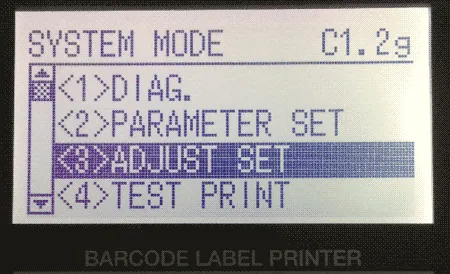 SYSTEM MODE C1.2g
<1>DIAG.
<2>PARAMETER SET
<3>ADJUST SET
<4>TEST PRINT
BARCODE LABEL PRINTER